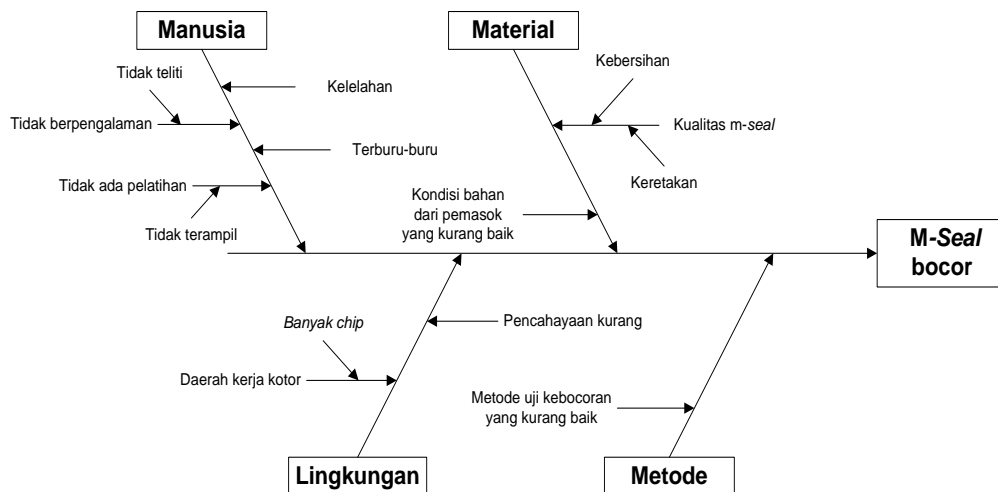 Manusia
Material
Tidak teliti
Kelelahan
Tidak berpengalaman
Terburu-buru
Tidak ada pelatihan
Tidak terampil
Kebersihan
Kualitas m-seal
Keretakan
Kondisi bahan
dari pemasok
yang kurang baik
M-Seal
bocor
Banyak chip
Pencahayaan kurang
Daerah kerja kotor
Metode uji kebocoran
yang kurang baik
Lingkungan
Metode